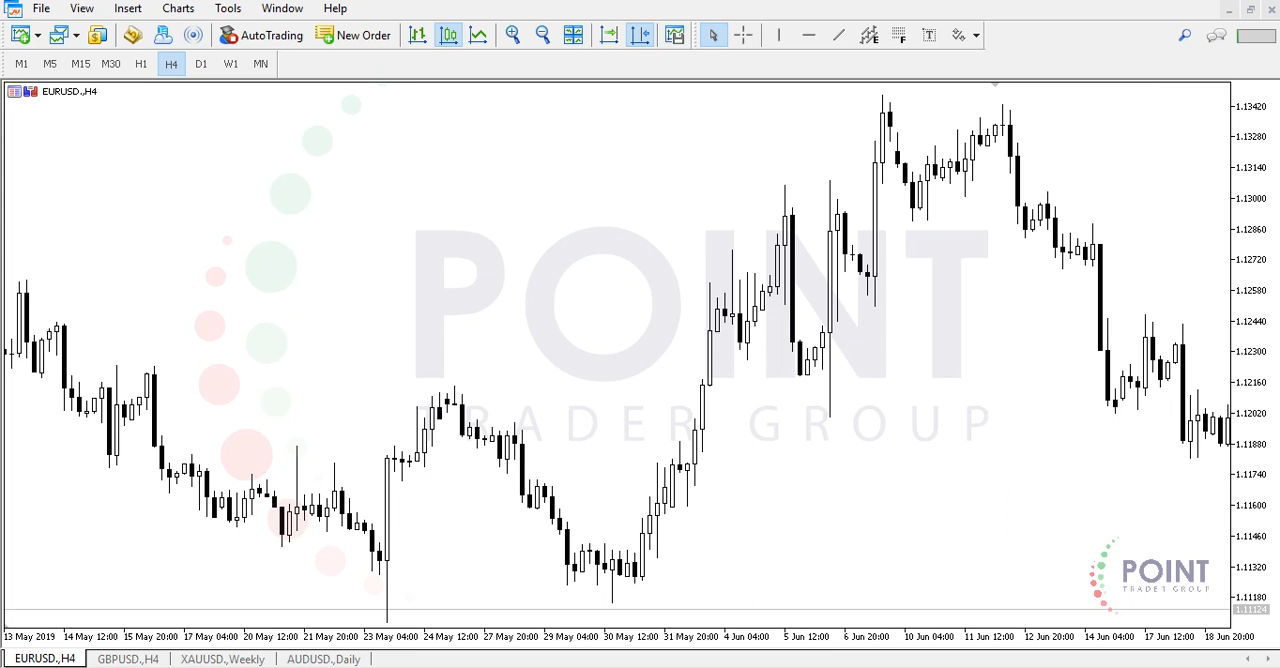 File View Insert Charts Tools Window Help
AutoTrading New Order
M1 M5 M15 M30 H1 H4 D1 W1 MN
EURUSD.,H4
POINT
TRADER GROUP
1.13420
1.13280
1.13140
1.13000
1.12860
1.12720
1.12580
1.12440
1.12300
1.12160
1.12020
1.11880
1.11740
1.11600
1.11460
1.11320
1.11180
1.11124
POINT
TRADER GROUP
13 May 2019 14 May 12:00 15 May 20:00 17 May 04:00 20 May 12:00 21 May 20:00 23 May 04:00 24 May 12:00 27 May 20:00 29 May 04:00 30 May 12:00 31 May 20:00 4 Jun 04:00 5 Jun 12:00 6 Jun 20:00 10 Jun 04:00 11 Jun 12:00 12 Jun 20:00 14 Jun 04:00 17 Jun 12:00 18 Jun 20:00
EURUSD.,H4 GBPUSD.,H4 XAUUSD.,Weekly AUDUSD.,Daily